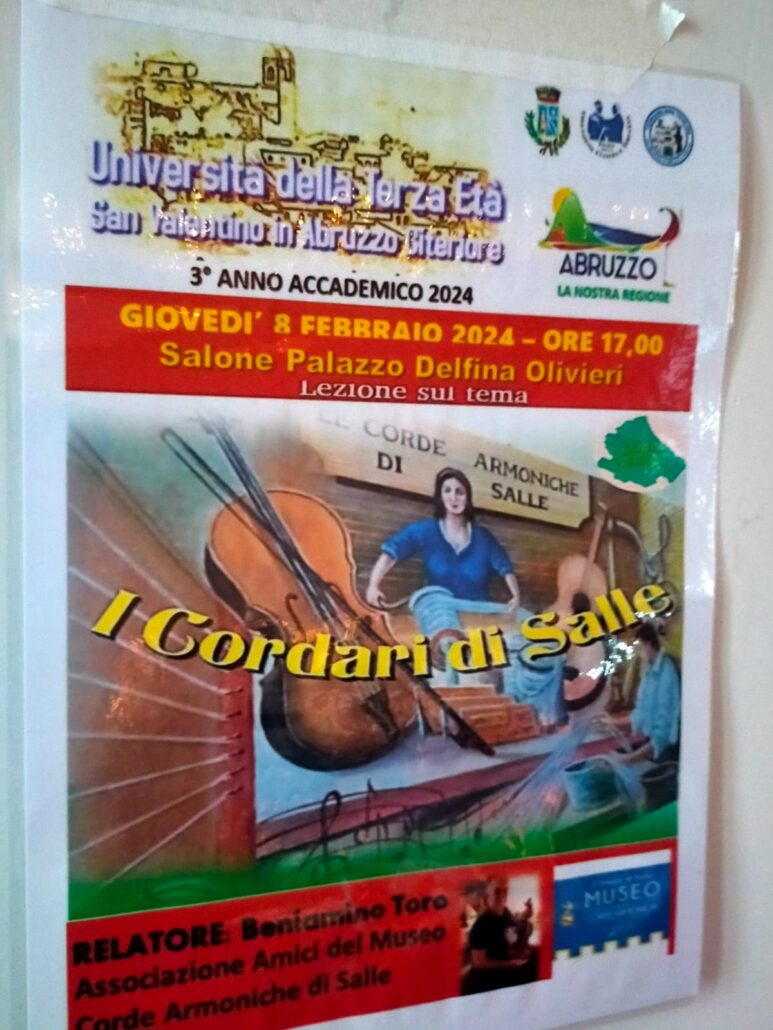 Università della Terza Età
San Valentino in Abruzzo Citeriore
3° ANNO ACCADEMICO 2024
ABRUZZO
LA NOSTRA REGIONE
GIOVEDI' 8 FEBBRAIO 2024 – ORE 17,00
Salone Palazzo Delfina Olivieri
Lezione sul tema
LE CORDE ARMONICHE
DI SALLE
I Cordari di Salle
RELATORE: Beniamino Toro
Associazione Amici del Museo
Corde Armoniche di Salle
MUSEO